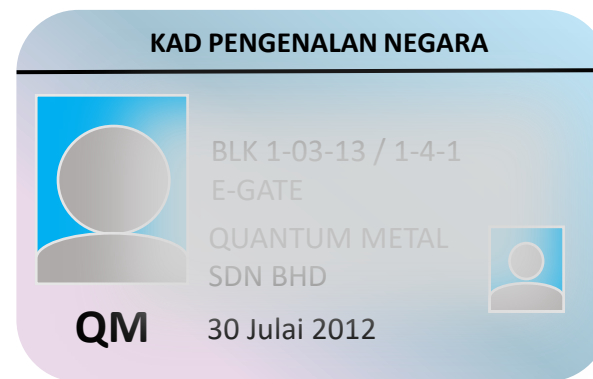 KAD PENGENALAN NEGARA
BLK 1-03-13 / 1-4-1
E-GATE
QUANTUM METAL
SDN BHD
QM
30 Julai 2012